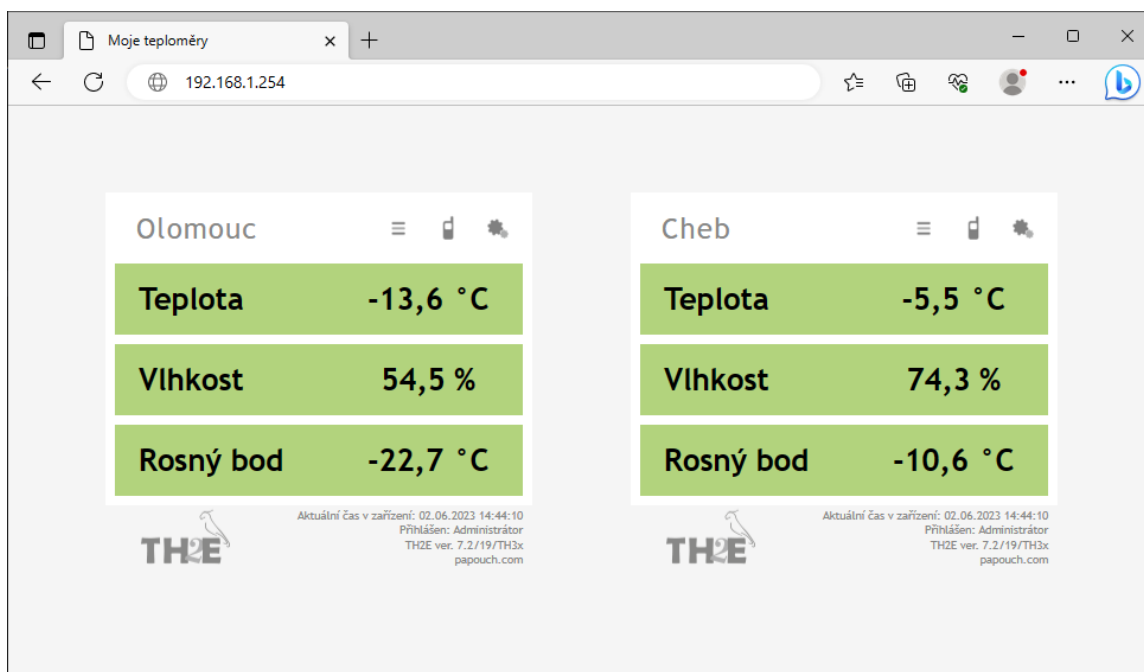 Moje teploměry
192.168.1.254
Olomouc
Teplota -13,6 °C
Vlhkost 54,5 %
Rosný bod -22,7 °C
TH2E
Aktuální čas v zařízení: 02.06.2023 14:44:10
Přihlášen: Administrátor
TH2E ver. 7.2/19/TH3x
papouch.com
Cheb
Teplota -5,5 °C
Vlhkost 74,3 %
Rosný bod -10,6 °C
TH2E
Aktuální čas v zařízení: 02.06.2023 14:44:10
Přihlášen: Administrátor
TH2E ver. 7.2/19/TH3x
papouch.com